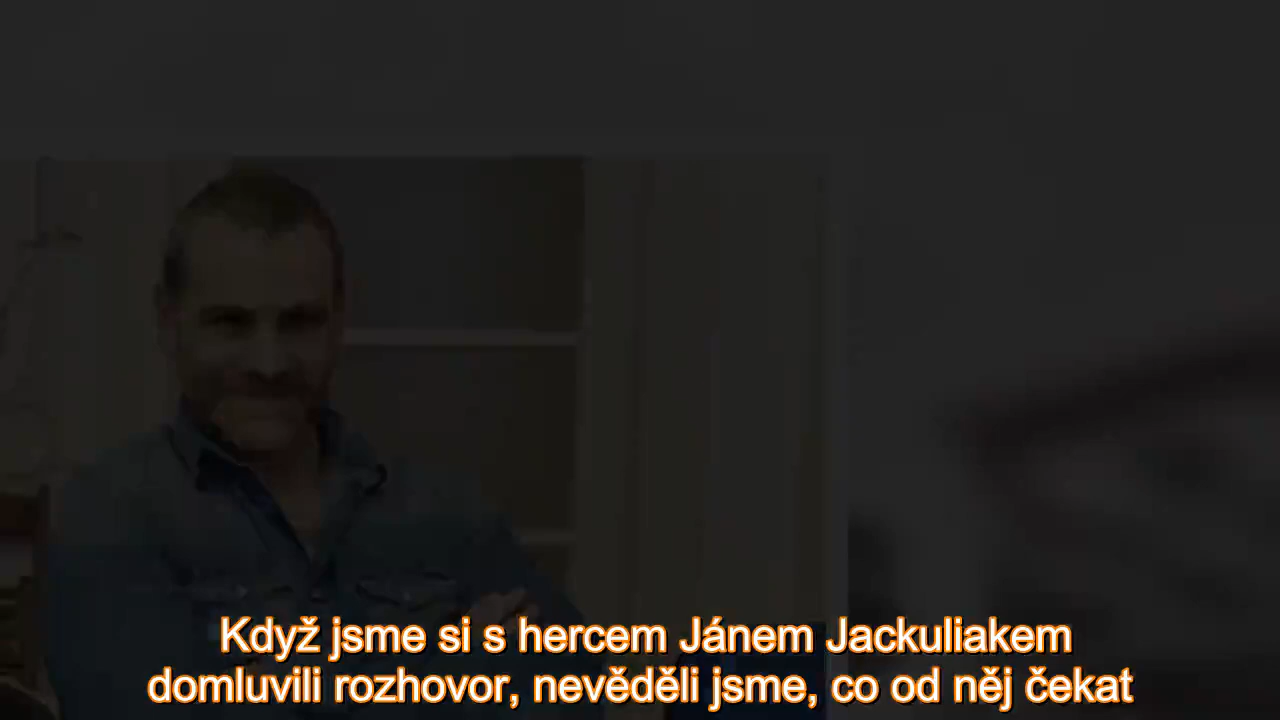 Když jsme si s hercem Jánem Jackuliakem
domluvili rozhovor, nevěděli jsme, co od něj čekat